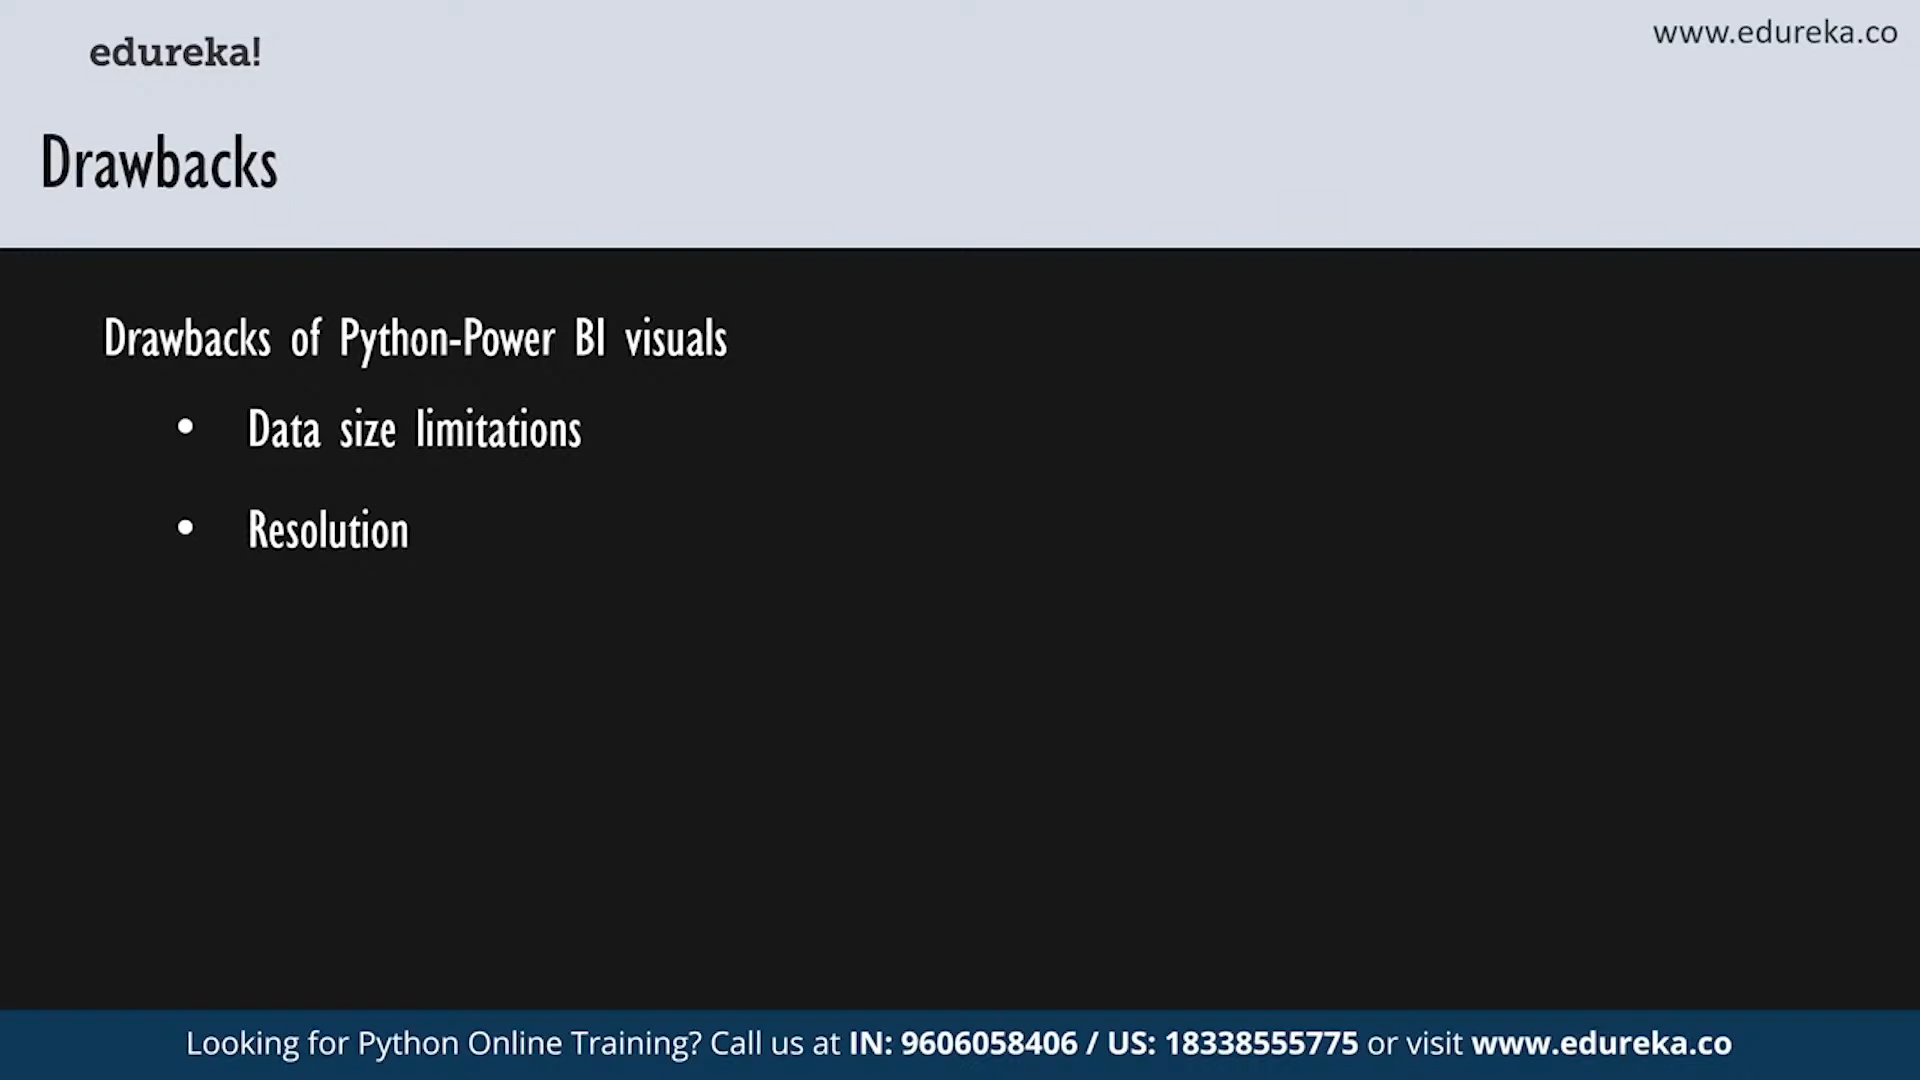 edureka!
www.edureka.co
Drawbacks
Drawbacks of Python-Power BI visuals
• Data size limitations
• Resolution
Looking for Python Online Training? Call us at IN: 9606058406 / US: 18338555775 or visit www.edureka.co